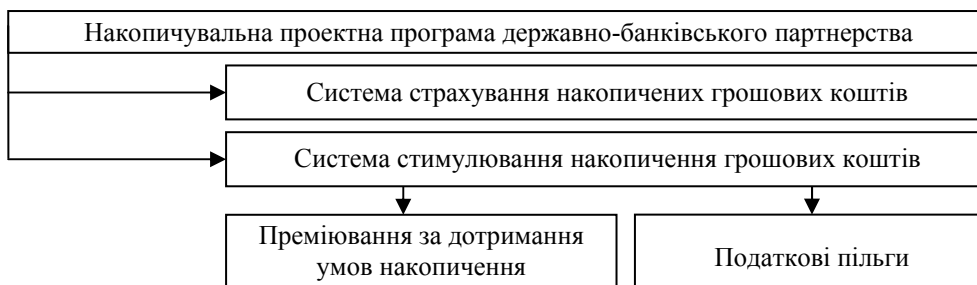 Накопичувальна проектна програма державно-банківського партнерства
Система страхування накопичених грошових коштів
Система стимулювання накопичення грошових коштів
Преміювання за дотримання
умов накопичення
Податкові пільги